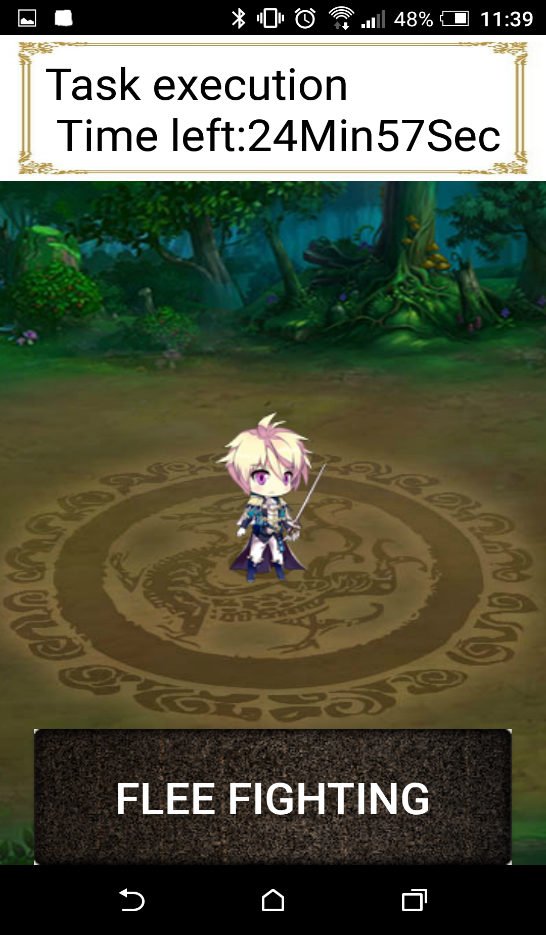 48% 11:39
Task execution
Time left:24Min57Sec
FLEE FIGHTING